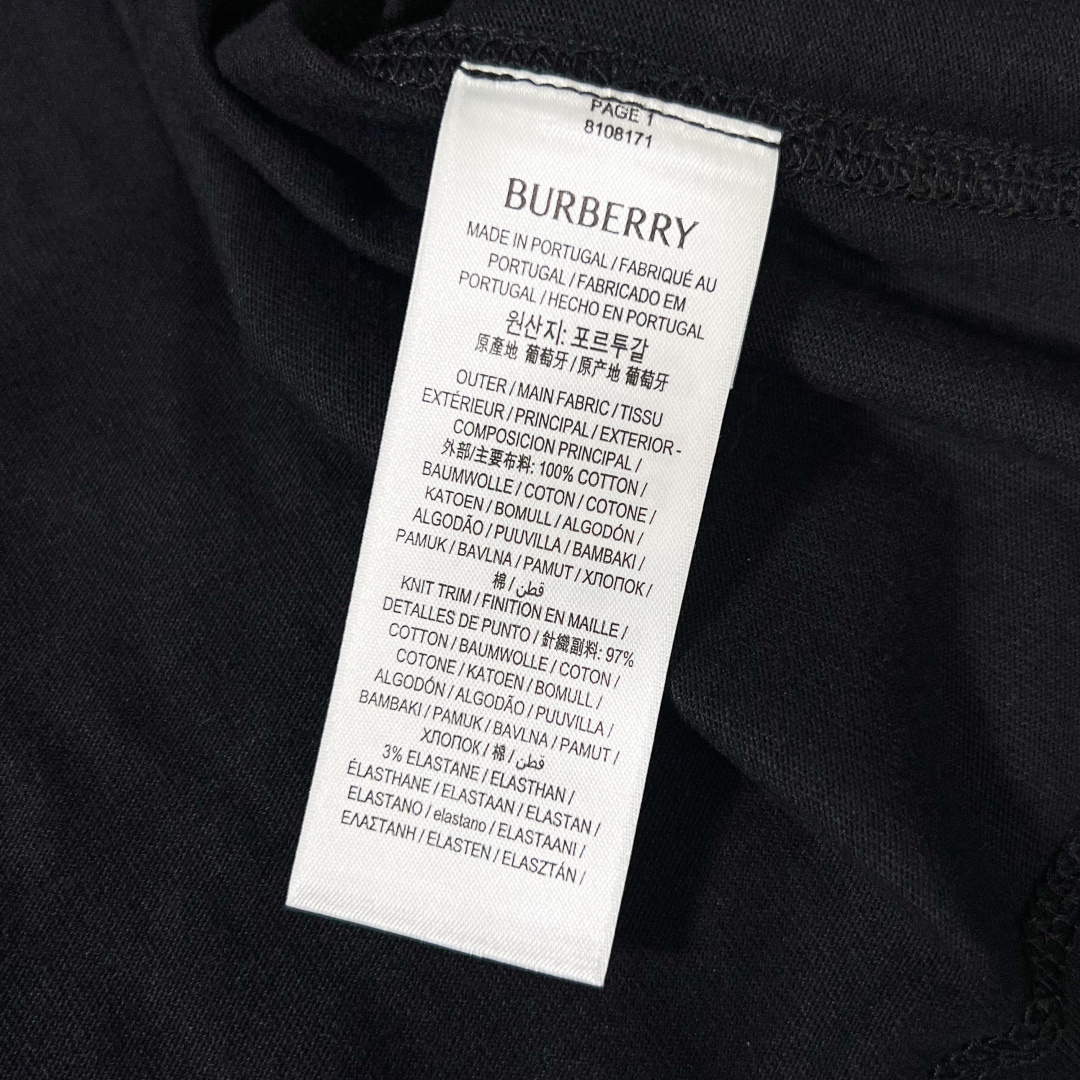 PAGE 1
8108171
BURBERRY
MADE IN PORTUGAL / FABRIQUÉ AU
PORTUGAL / FABRICADO EM
PORTUGAL / HECHO EN PORTUGAL
원산지: 포르투갈
原產地 葡萄牙 / 原产地 葡萄牙
OUTER / MAIN FABRIC / TISSU
EXTÉRIEUR / PRINCIPAL / EXTERIOR-
COMPOSICION PRINCIPAL /
外部/主要布料: 100% COTTON /
BAUMWOLLE / COTON / COTONE /
KATOEN / BOMULL / ALGODÓN /
ALGODÃO / PUUVILLA / BAMBAKI /
PAMUK / BAVLNA / PAMUT / ХЛОПОК /
棉 / قطن
KNIT TRIM / FINITION EN MAILLE /
DETALLES DE PUNTO / 針織副料: 97%
COTTON / BAUMWOLLE / COTON /
COTONE / KATOEN / BOMULL /
ALGODÓN / ALGODÃO / PUUVILLA /
BAMBAKI / PAMUK / BAVLNA / PAMUT /
ХЛОПОК / 棉 / قطن
3% ELASTANE / ELASTHAN /
ÉLASTHANE / ELASTAAN / ELASTAN /
ELASTANO / elastano / ELASTAANI /
ΕΛΑΣΤΑΝΗ / ELASTEN / ELASZTÁN /